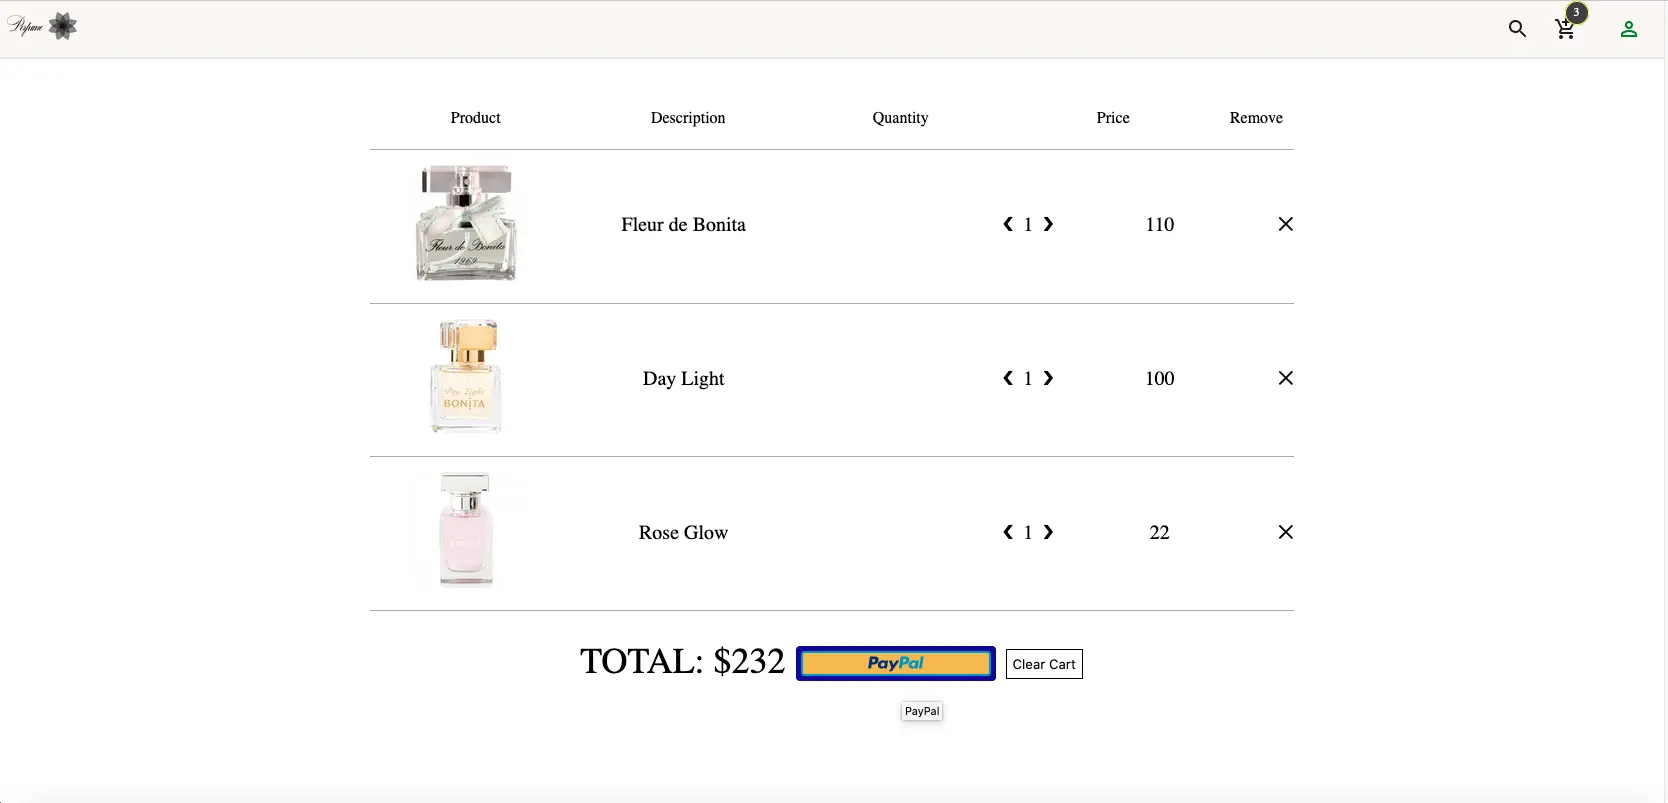 Perfume
3
Product Description Quantity Price Remove
Fleur de Bonita
1969
Fleur de Bonita ❮ 1 ❯ 110 ✕
Day Light
BONITA
Day Light ❮ 1 ❯ 100 ✕
Rose Glow ❮ 1 ❯ 22 ✕
TOTAL: $232 PayPal Clear Cart
PayPal